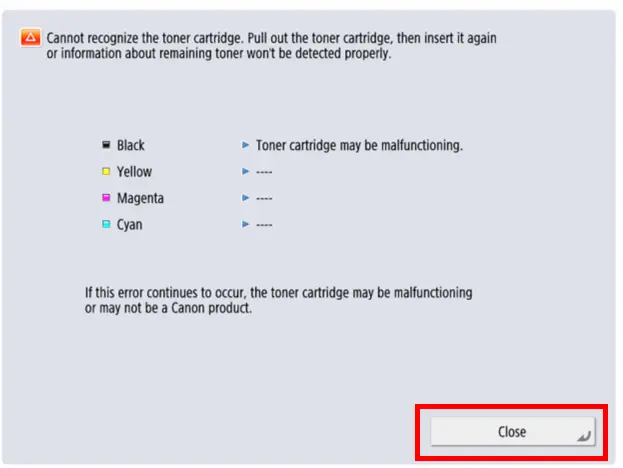 Cannot recognize the toner cartridge. Pull out the toner cartridge, then insert it again
or information about remaining toner won't be detected properly.
Black Toner cartridge may be malfunctioning.
Yellow ----
Magenta ----
Cyan ----
If this error continues to occur, the toner cartridge may be malfunctioning
or may not be a Canon product.
Close